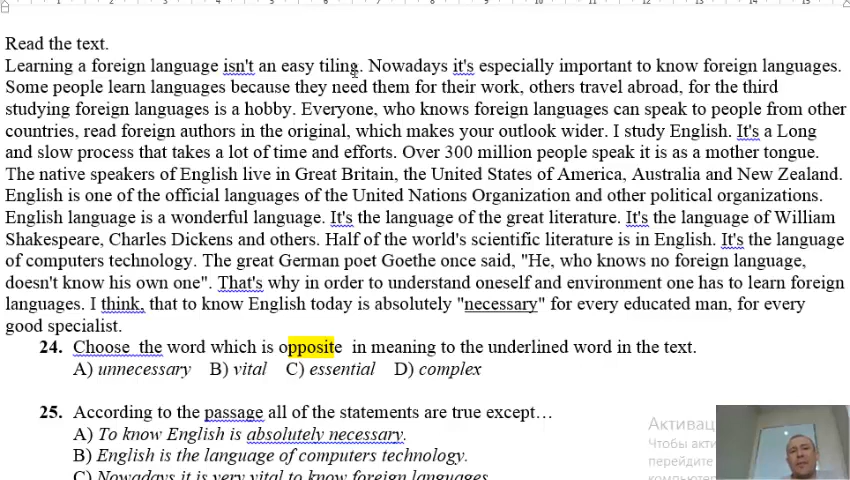 Read the text.
Learning a foreign language isn't an easy tiling. Nowadays it's especially important to know foreign languages.
Some people learn languages because they need them for their work, others travel abroad, for the third
studying foreign languages is a hobby. Everyone, who knows foreign languages can speak to people from other
countries, read foreign authors in the original, which makes your outlook wider. I study English. It's a Long
and slow process that takes a lot of time and efforts. Over 300 million people speak it is as a mother tongue.
The native speakers of English live in Great Britain, the United States of America, Australia and New Zealand.
English is one of the official languages of the United Nations Organization and other political organizations.
English language is a wonderful language. It's the language of the great literature. It's the language of William
Shakespeare, Charles Dickens and others. Half of the world's scientific literature is in English. It's the language
of computers technology. The great German poet Goethe once said, "He, who knows no foreign language,
doesn't know his own one". That's why in order to understand oneself and environment one has to learn foreign
languages. I think, that to know English today is absolutely "necessary" for every educated man, for every
good specialist.
24. Choose the word which is opposite in meaning to the underlined word in the text.
A) unnecessary B) vital C) essential D) complex
25. According to the passage all of the statements are true except…
A) To know English is absolutely necessary.
B) English is the language of computers technology.
C) Nowadays it is very vital to know foreign languages
Активац
Чтобы акти
перейдите
компьютер